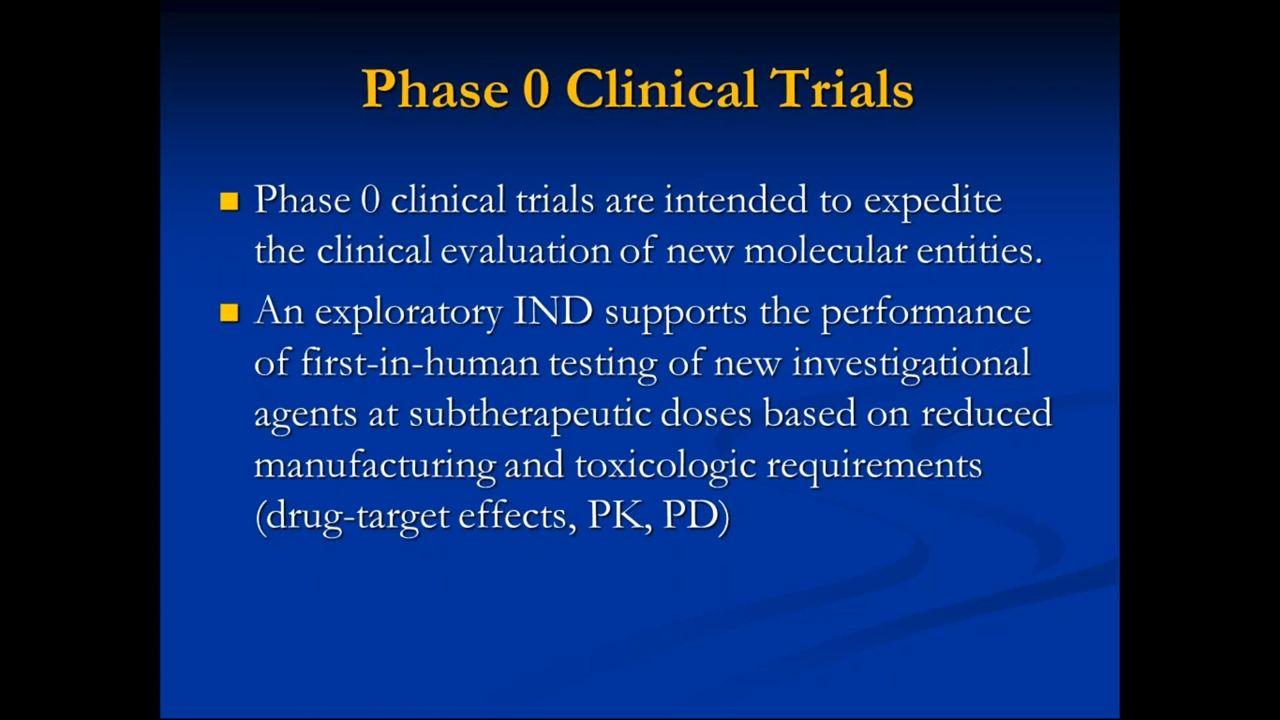 Phase 0 Clinical Trials
Phase 0 clinical trials are intended to expedite
the clinical evaluation of new molecular entities.
An exploratory IND supports the performance
of first-in-human testing of new investigational
agents at subtherapeutic doses based on reduced
manufacturing and toxicologic requirements
(drug-target effects, PK, PD)